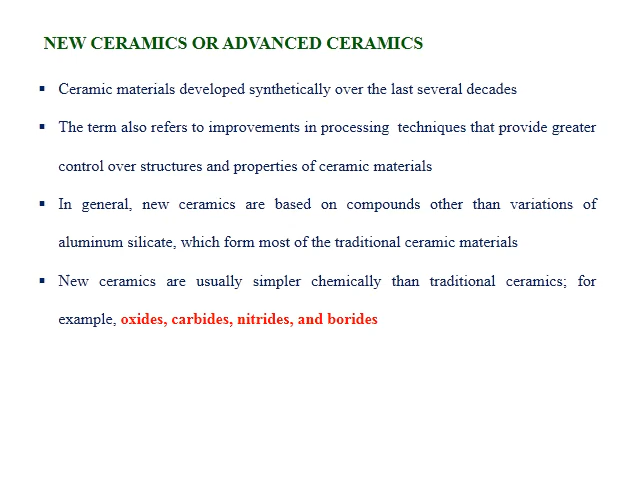 NEW CERAMICS OR ADVANCED CERAMICS
▪ Ceramic materials developed synthetically over the last several decades
▪ The term also refers to improvements in processing techniques that provide greater
control over structures and properties of ceramic materials
▪ In general, new ceramics are based on compounds other than variations of
aluminum silicate, which form most of the traditional ceramic materials
▪ New ceramics are usually simpler chemically than traditional ceramics; for
example, oxides, carbides, nitrides, and borides